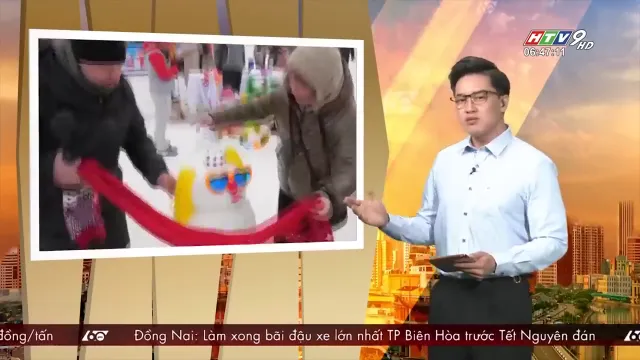 HTV9 HD
06:47:11
đồng/tấn 60 Đồng Nai: Làm xong bãi đậu xe lớn nhất TP Biên Hòa trước Tết Nguyên đán